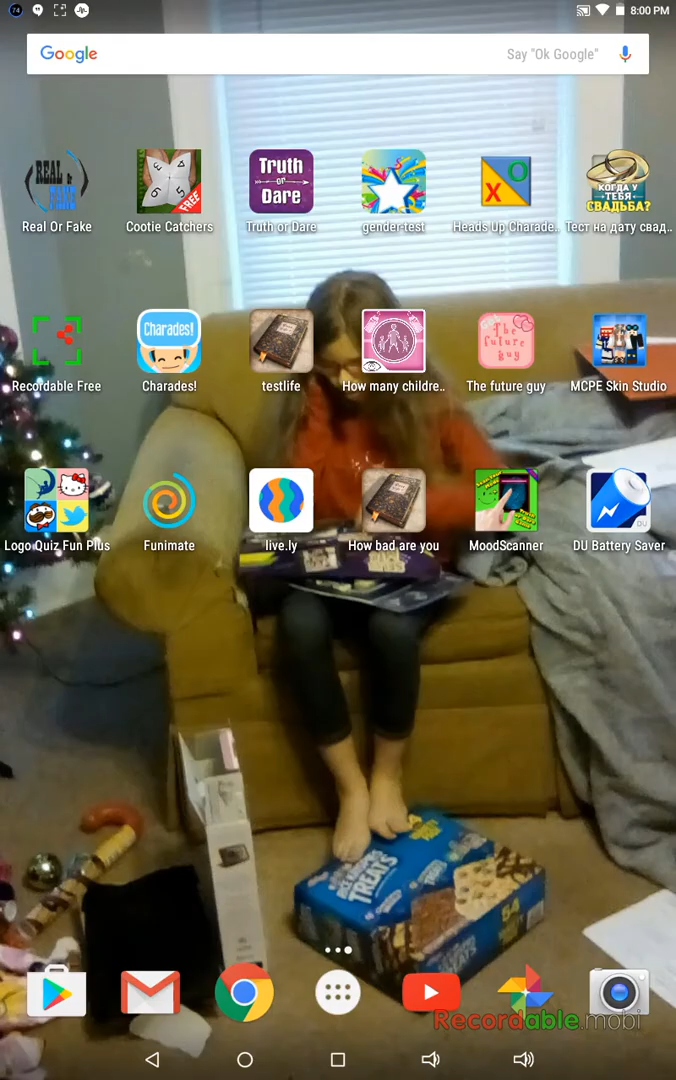 74
8:00 PM
Google Say "Ok Google"
REAL & FAKE
Real Or Fake
FREE
Cootie Catchers
Truth
or
Dare
Truth or Dare
gender-test
X O
Heads Up Charade..
КОГДА У
ТЕБЯ
СВАДЬБА?
Тест на дату свад..
Recordable Free
Charades!
Charades!
testlife
How many childre..
The
future
guy
The future guy
MCPE Skin Studio
Logo Quiz Fun Plus
Funimate
live.ly
How bad are you
MoodScanner
DU
DU Battery Saver
TREATS
54
Recordable.mobi